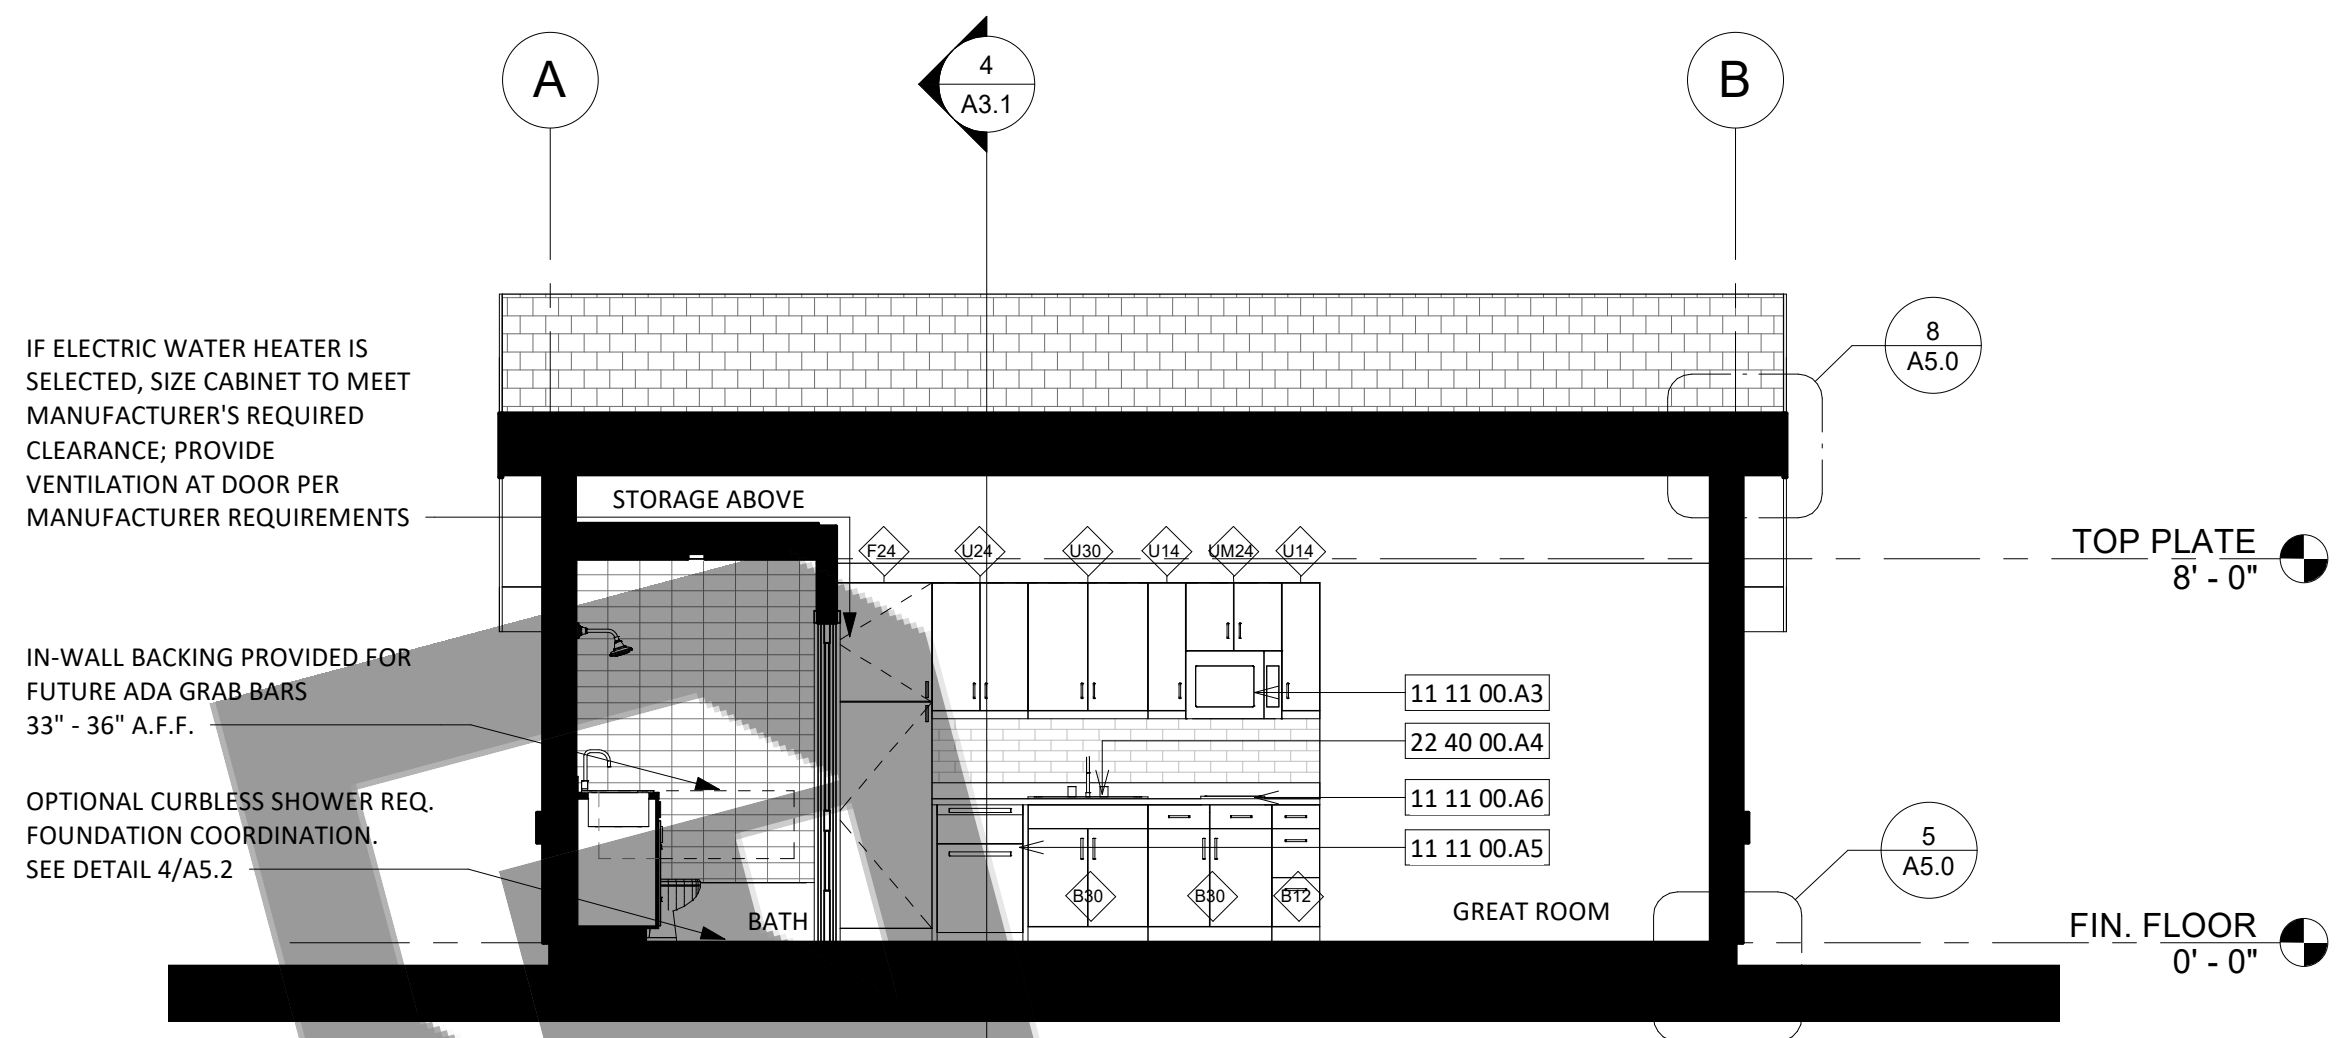 A
4
A3.1
B
8
A5.0
IF ELECTRIC WATER HEATER IS
SELECTED, SIZE CABINET TO MEET
MANUFACTURER'S REQUIRED
CLEARANCE; PROVIDE
VENTILATION AT DOOR PER
MANUFACTURER REQUIREMENTS
STORAGE ABOVE
F24
U24
U30
U14
UM24
U14
TOP PLATE
8' - 0"
IN-WALL BACKING PROVIDED FOR
FUTURE ADA GRAB BARS
33" - 36" A.F.F.
11 11 00.A3
22 40 00.A4
11 11 00.A6
11 11 00.A5
OPTIONAL CURBLESS SHOWER REQ.
FOUNDATION COORDINATION.
SEE DETAIL 4/A5.2
5
A5.0
B30
B30
B12
BATH
GREAT ROOM
FIN. FLOOR
0' - 0"